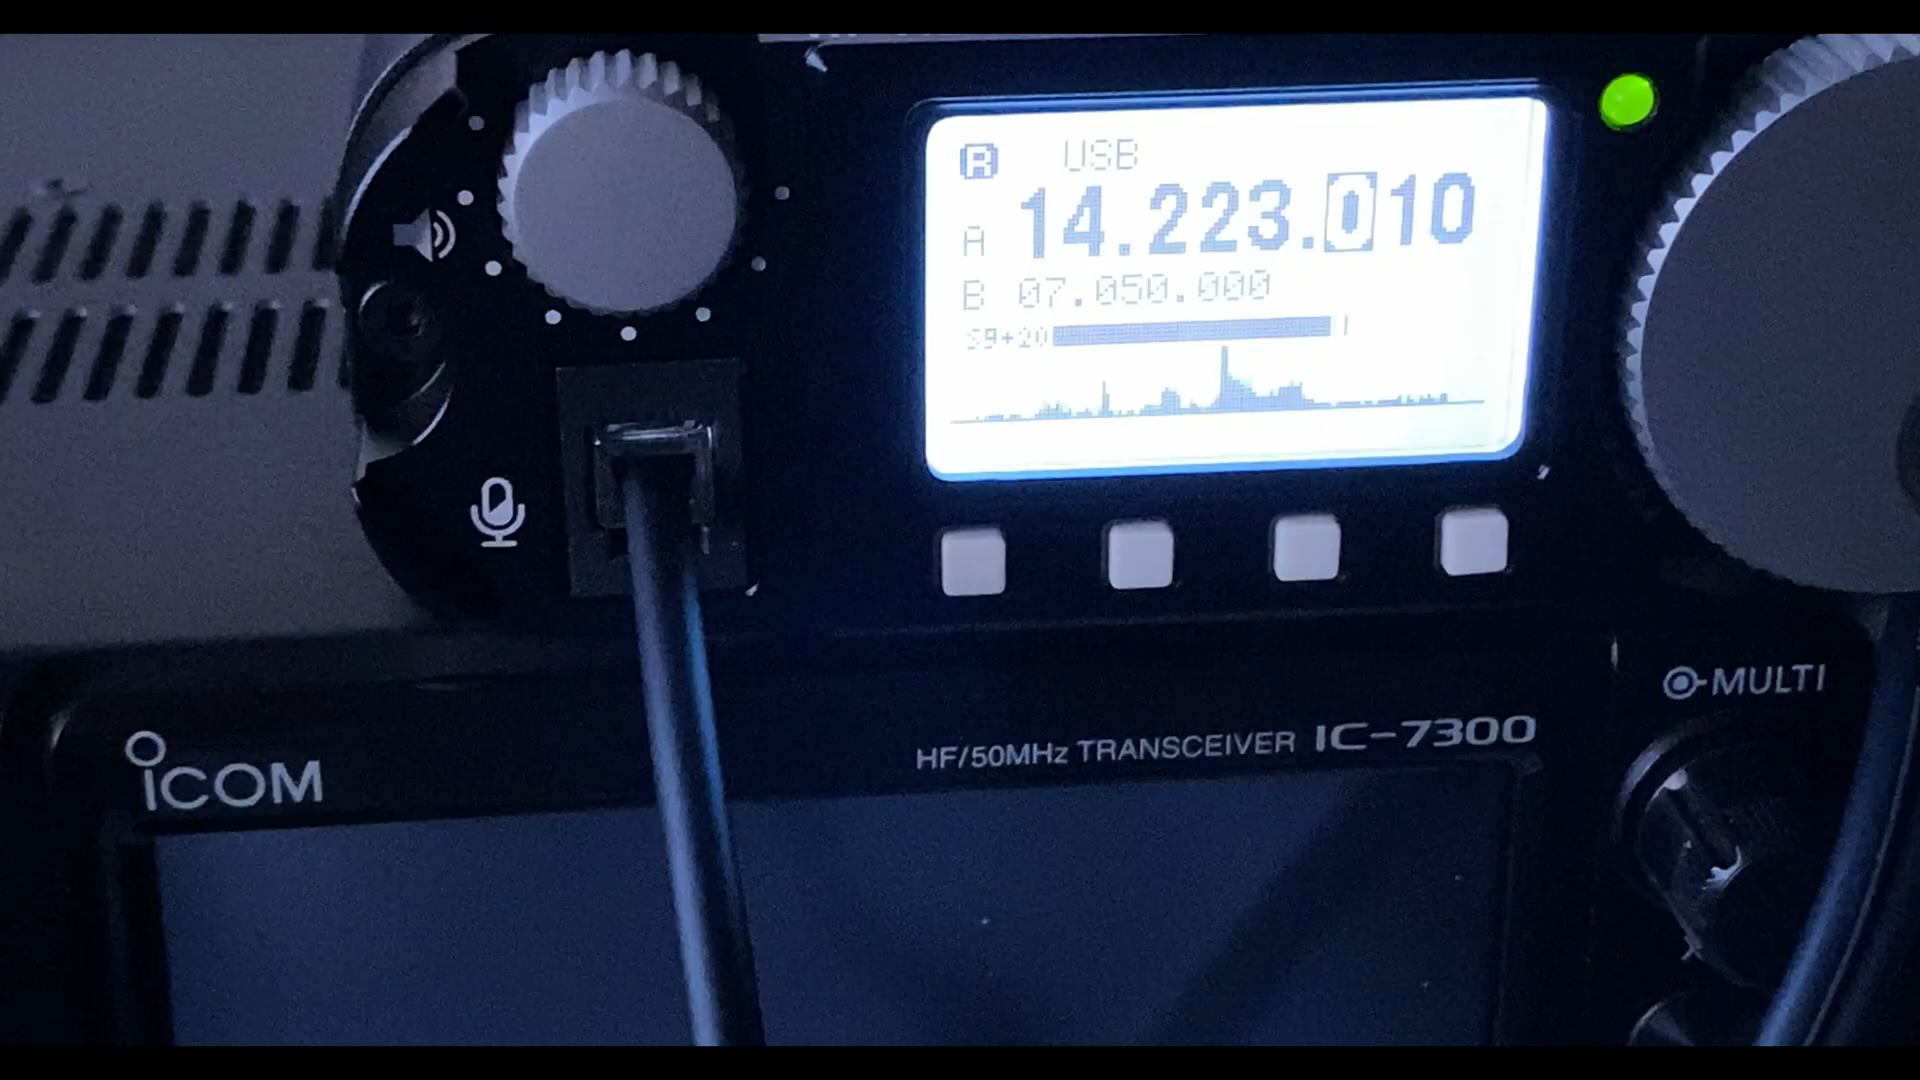 R USB
A 14.223.010
B 07.050.000
S9+20
ICOM
HF/50MHz TRANSCEIVER IC-7300
MULTI